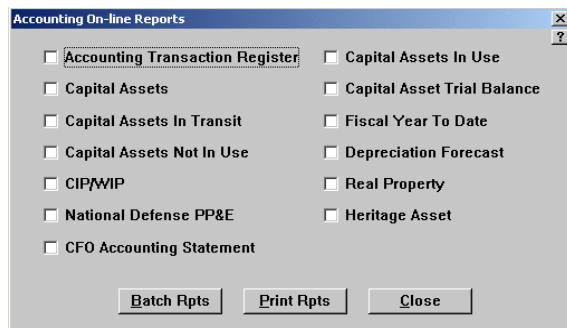 Accounting On-line Reports
Accounting Transaction Register
Capital Assets
Capital Assets In Transit
Capital Assets Not In Use
CIP/WIP
National Defense PP&E
CFO Accounting Statement
Capital Assets In Use
Capital Asset Trial Balance
Fiscal Year To Date
Depreciation Forecast
Real Property
Heritage Asset
Batch Rpts
Print Rpts
Close